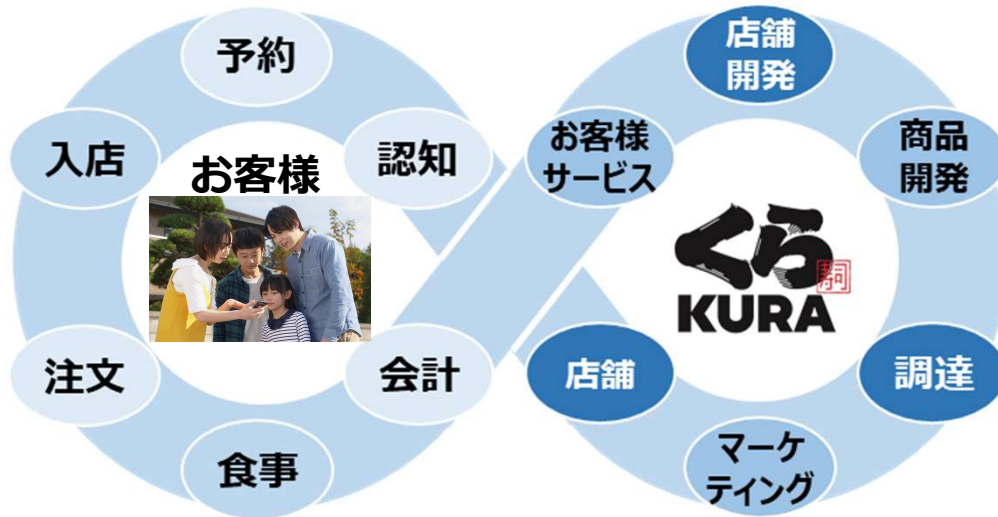 予約
入店
お客様
認知
注文
会計
食事
店舗
開発
お客様
サービス
商品
開発
くら
寿司
KURA
店舗
調達
マーケ
ティング